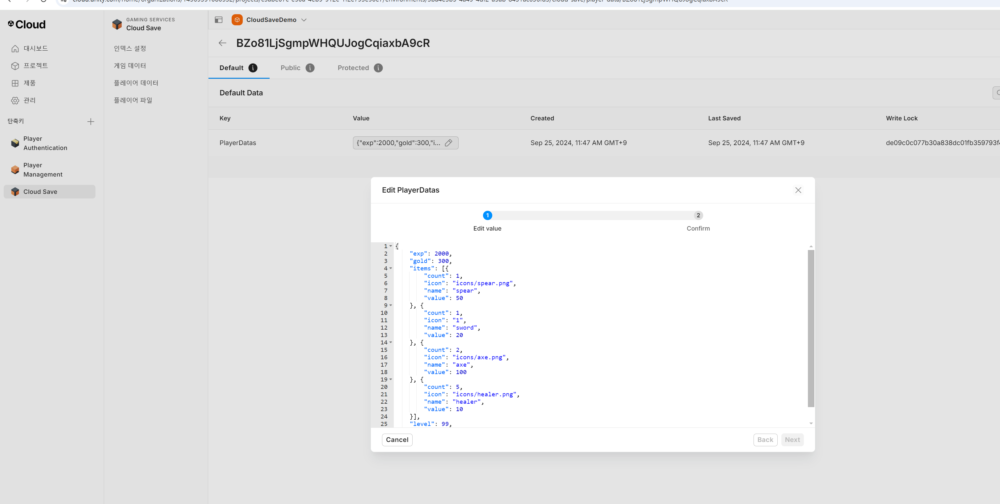 Cloud
대시보드
프로젝트
제품
관리
단축키
Player
Authentication
Player
Management
Cloud Save
GAMING SERVICES
Cloud Save
인덱스 설정
게임 데이터
플레이어 데이터
플레이어 파일
CloudSaveDemo
BZo81LjSgmpWHQUJogCqiaxbA9cR
Default Public Protected
Default Data
Key Value Created Last Saved Write Lock
PlayerDatas {"exp":2000,"gold":300,"i... Sep 25, 2024, 11:47 AM GMT+9 Sep 25, 2024, 11:47 AM GMT+9 de09c0c077b30a838dc01fb359793f
Edit PlayerDatas
1 2
Edit value Confirm
1 {
2 "exp": 2000,
3 "gold": 300,
4 "items": [{
5 "count": 1,
6 "icon": "icons/spear.png",
7 "name": "spear",
8 "value": 50
9 }, {
10 "count": 1,
11 "icon": "1",
12 "name": "sword",
13 "value": 20
14 }, {
15 "count": 2,
16 "icon": "icons/axe.png",
17 "name": "axe",
18 "value": 100
19 }, {
20 "count": 5,
21 "icon": "icons/healer.png",
22 "name": "healer",
23 "value": 10
24 }],
25 "level": 99,
Cancel Back Next